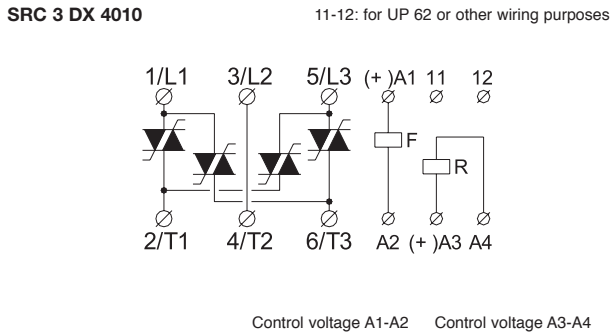 SRC 3 DX 4010
11-12: for UP 62 or other wiring purposes
1/L1 3/L2 5/L3 (+ )A1 11 12
F
R
2/T1 4/T2 6/T3 A2 (+ )A3 A4
Control voltage A1-A2 Control voltage A3-A4